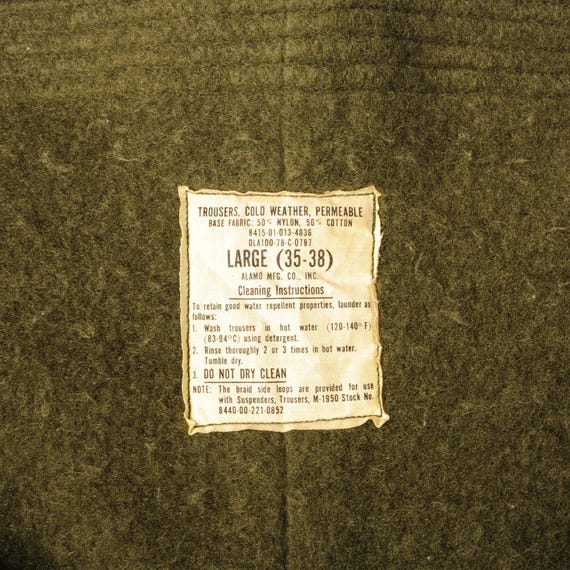 TROUSERS, COLD WEATHER, PERMEABLE
BASE FABRIC: 50% NYLON, 50% COTTON
8415-01-013-4836
DLA100-78-C-0787
LARGE (35-38)
ALAMO MFG. CO., INC.
Cleaning Instructions
To retain good water repellent properties, launder as
follows:
1. Wash trousers in hot water (120-140°F)
(83-94°C) using detergent.
2. Rinse thoroughly 2 or 3 times in hot water.
Tumble dry.
3. DO NOT DRY CLEAN
NOTE: The braid side loops are provided for use
with Suspenders, Trousers, M-1950 Stock No.
8440-00-221-0852